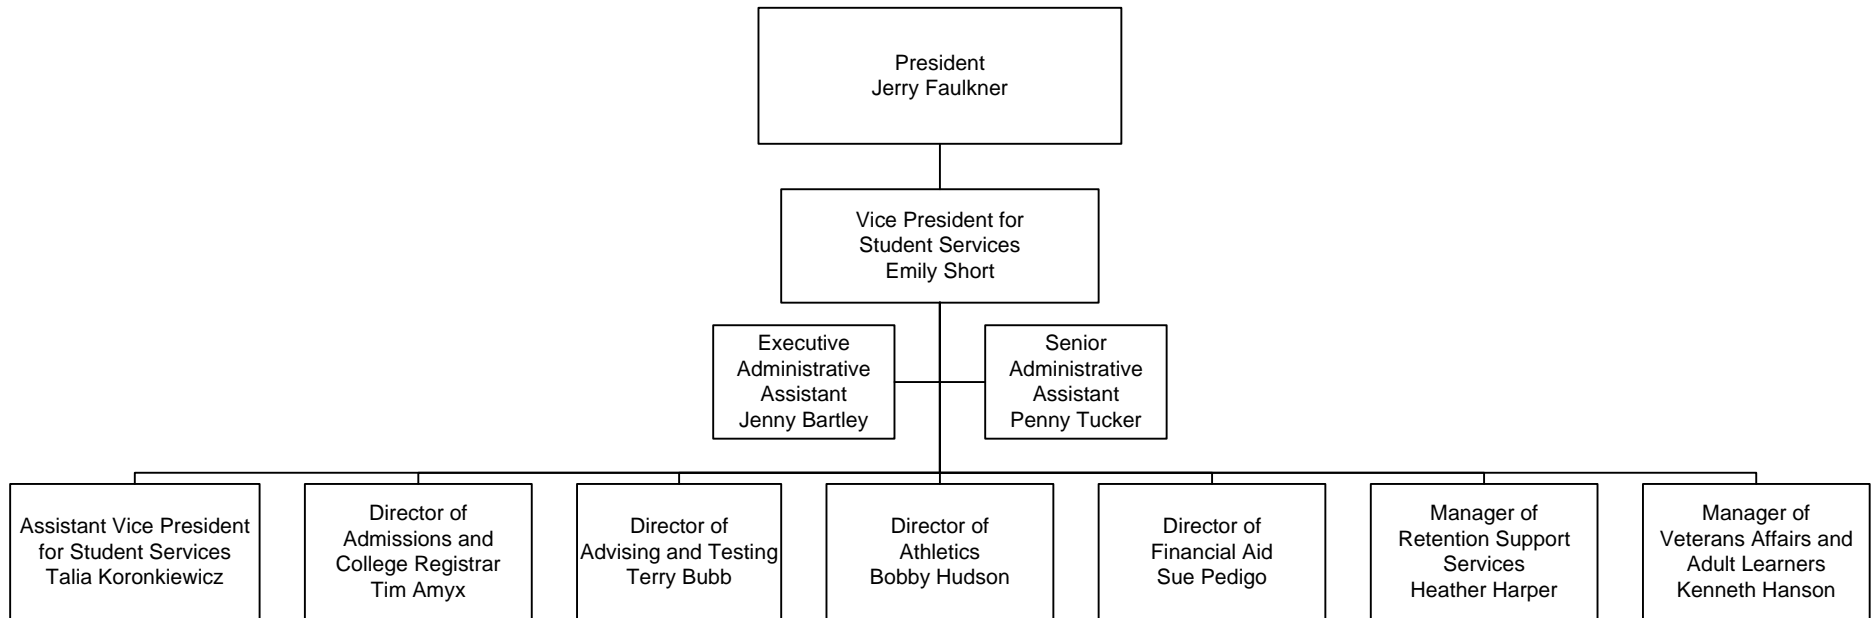 President
Jerry Faulkner
Vice President for
Student Services
Emily Short
Executive
Administrative
Assistant
Jenny Bartley
Senior
Administrative
Assistant
Penny Tucker
Assistant Vice President
for Student Services
Talia Koronkiewicz
Director of
Admissions and
College Registrar
Tim Amyx
Director of
Advising and Testing
Terry Bubb
Director of
Athletics
Bobby Hudson
Director of
Financial Aid
Sue Pedigo
Manager of
Retention Support
Services
Heather Harper
Manager of
Veterans Affairs and
Adult Learners
Kenneth Hanson